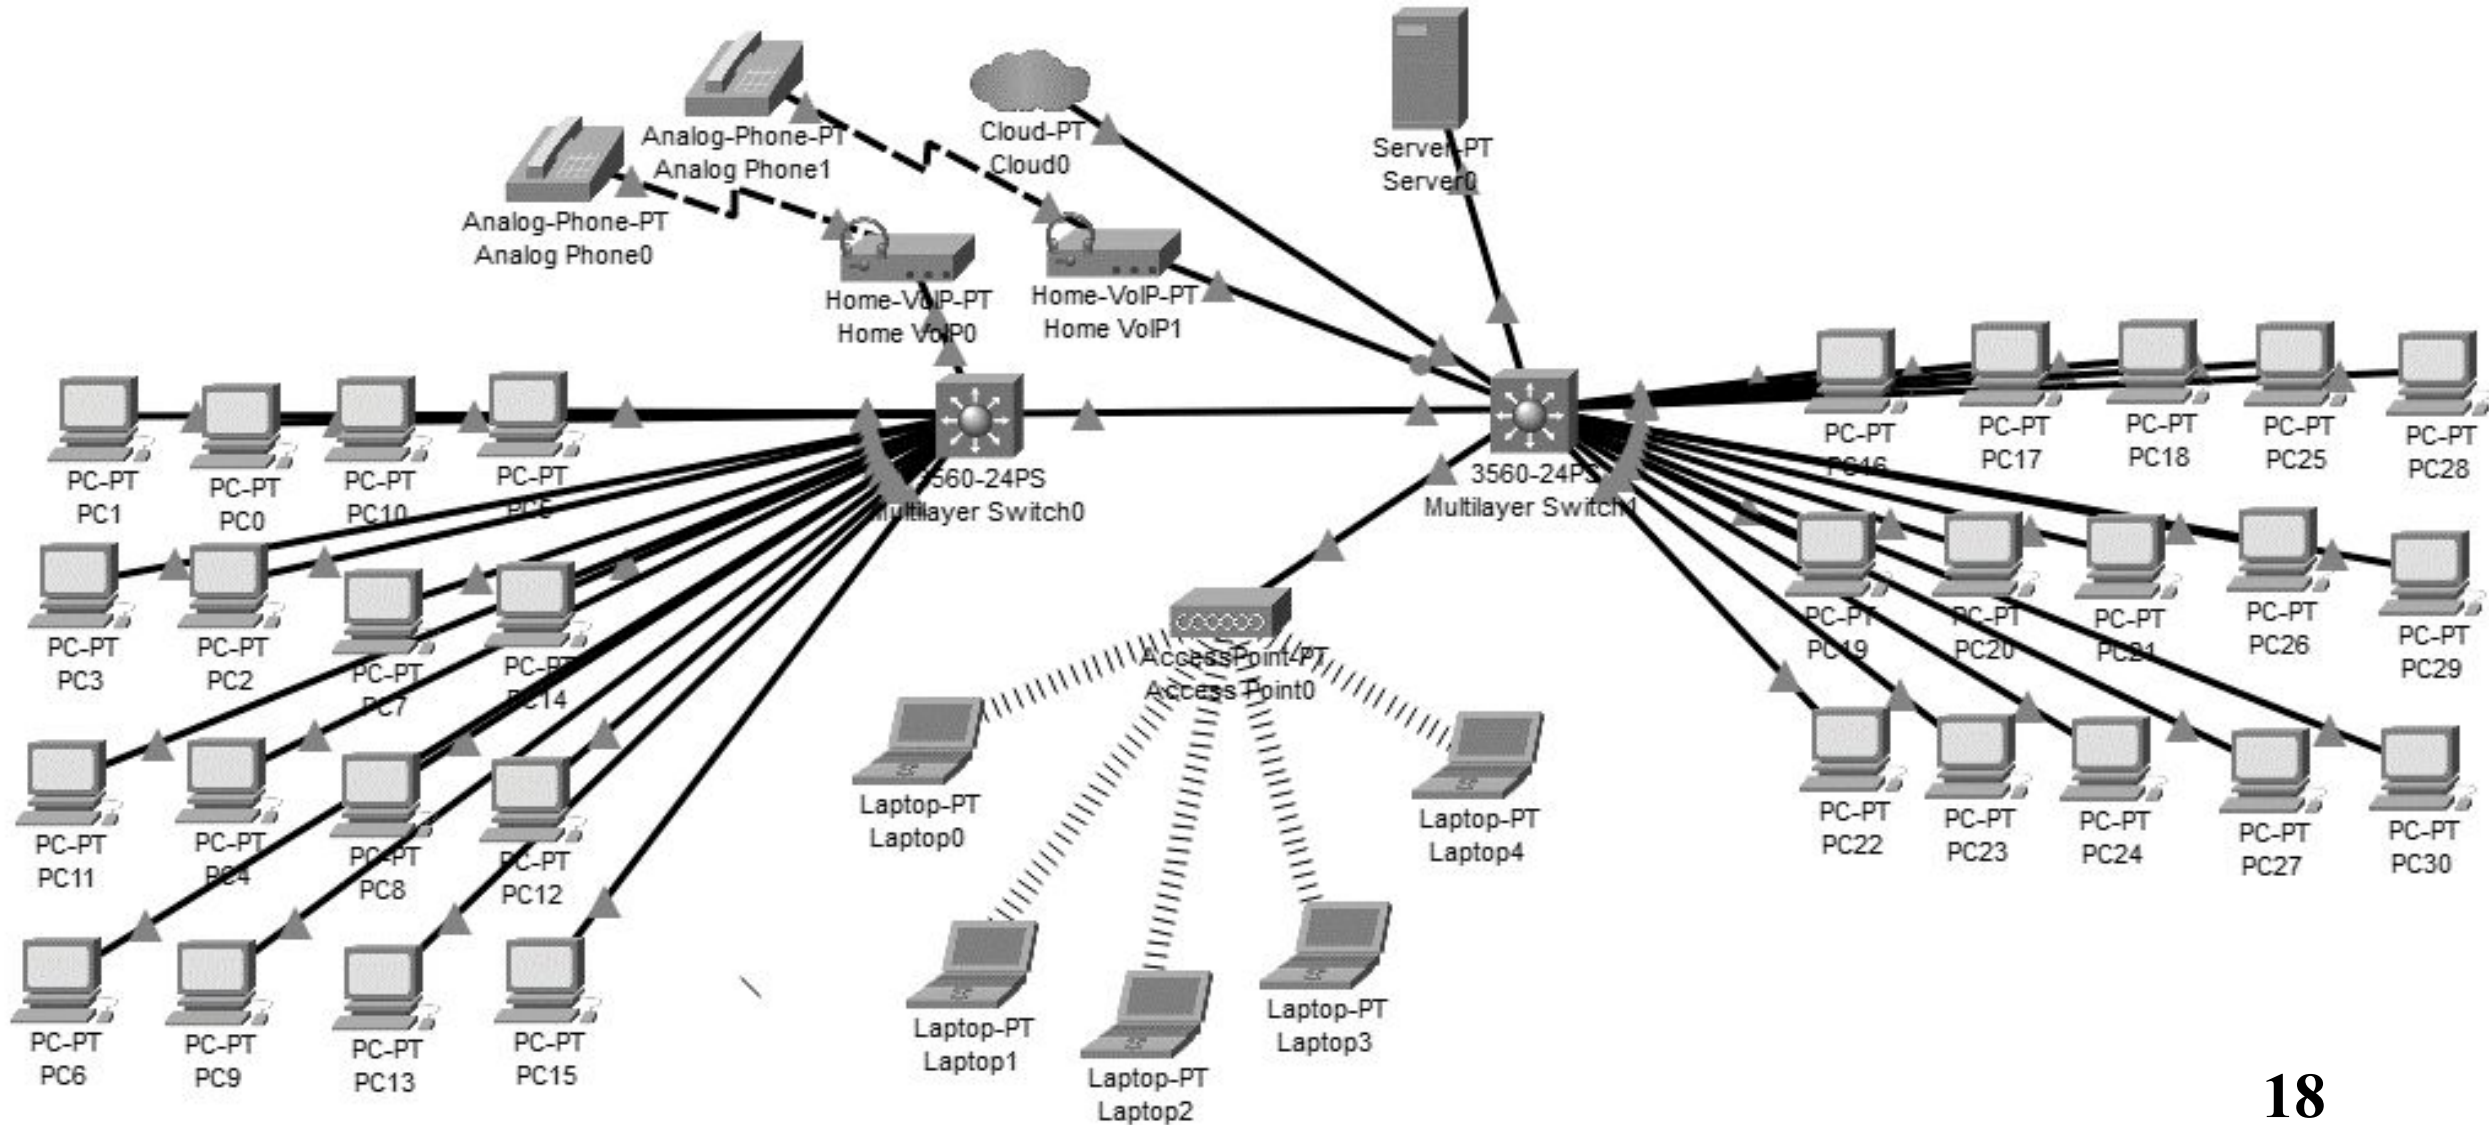 Analog-Phone-PT
Analog Phone1
Cloud-PT
Cloud0
Server-PT
Server0
Analog-Phone-PT
Analog Phone0
Home-VoIP-PT
Home VoIP0
Home-VoIP-PT
Home VoIP1
3560-24PS
Multilayer Switch0
3560-24PS
Multilayer Switch1
PC-PT
PC1
PC-PT
PC0
PC-PT
PC10
PC-PT
PC5
PC-PT
PC16
PC-PT
PC17
PC-PT
PC18
PC-PT
PC25
PC-PT
PC28
PC-PT
PC3
PC-PT
PC2
PC-PT
PC7
PC-PT
PC14
AccessPoint-PT
Access Point0
PC-PT
PC19
PC-PT
PC20
PC-PT
PC21
PC-PT
PC26
PC-PT
PC29
PC-PT
PC11
PC-PT
PC4
PC-PT
PC8
PC-PT
PC12
Laptop-PT
Laptop0
Laptop-PT
Laptop4
PC-PT
PC22
PC-PT
PC23
PC-PT
PC24
PC-PT
PC27
PC-PT
PC30
PC-PT
PC6
PC-PT
PC9
PC-PT
PC13
PC-PT
PC15
Laptop-PT
Laptop1
Laptop-PT
Laptop2
Laptop-PT
Laptop3
18